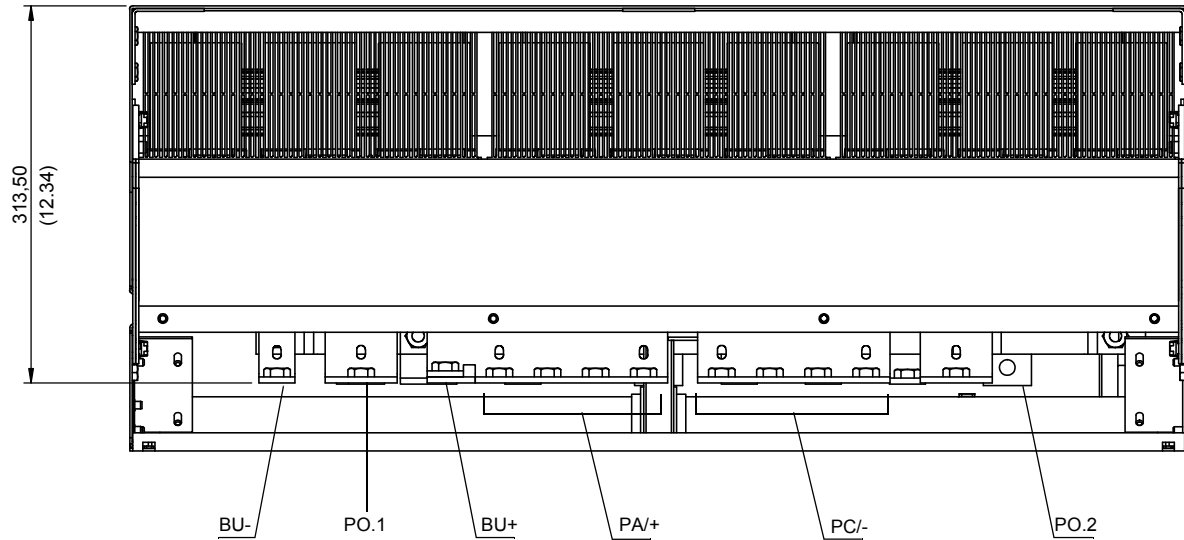 313,50
(12.34)
BU-
PO.1
BU+
PA/+
PC/-
PO.2